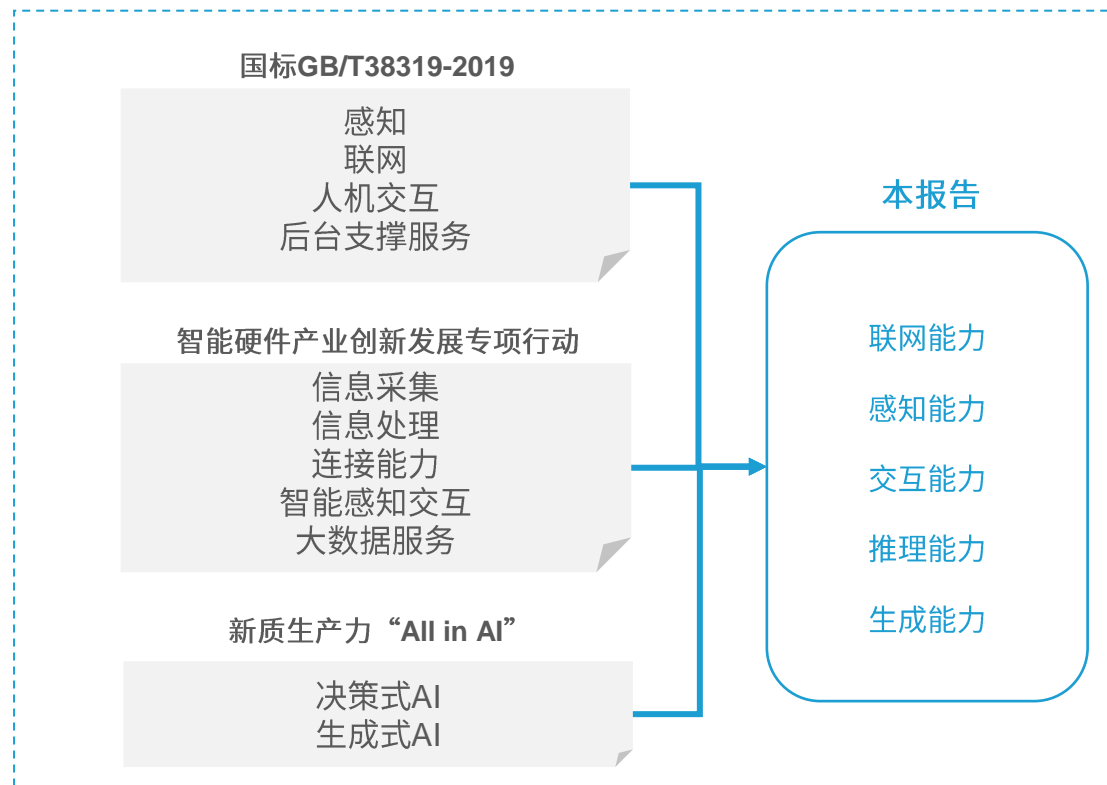 国标GB/T38319-2019
感知
联网
人机交互
后台支撑服务
智能硬件产业创新发展专项行动
信息采集
信息处理
连接能力
智能感知交互
大数据服务
新质生产力“All in AI”
决策式AI
生成式AI
本报告
联网能力
感知能力
交互能力
推理能力
生成能力